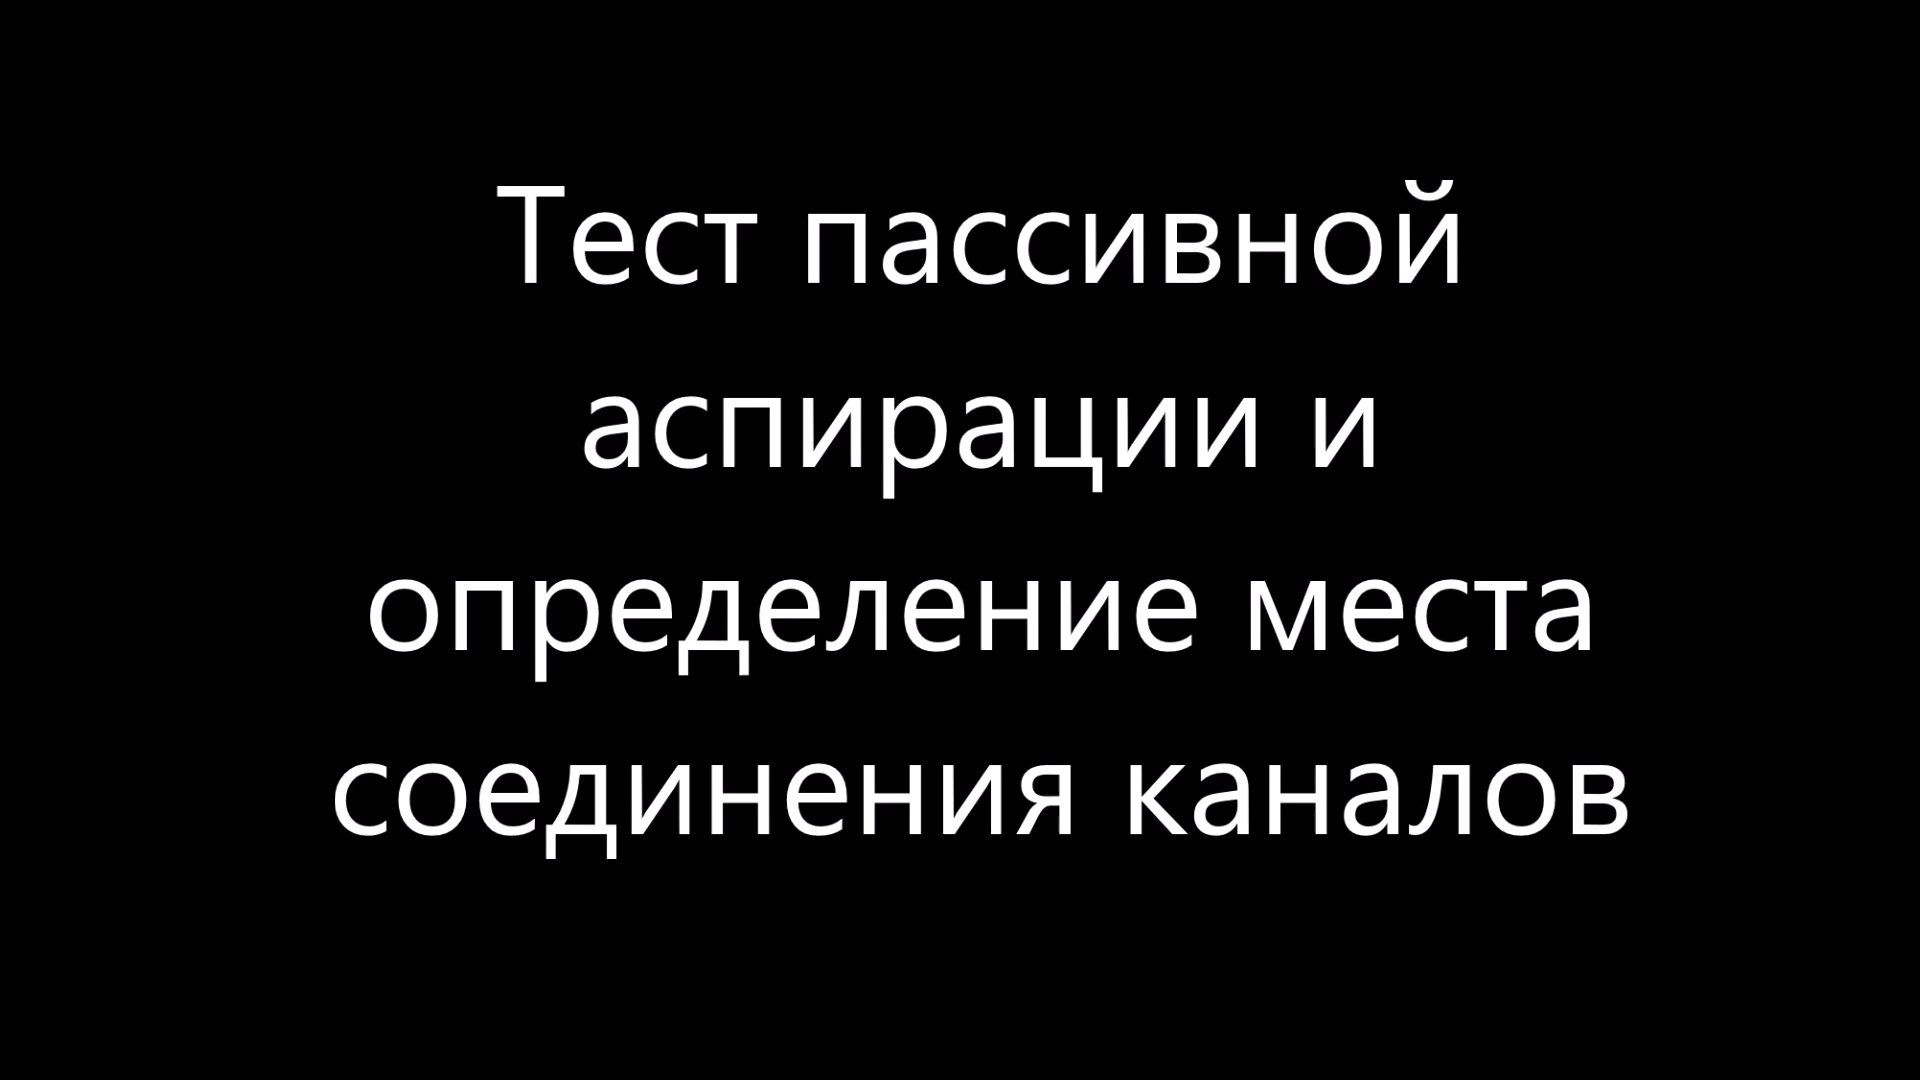 Тест пассивной
аспирации и
определение места
соединения каналов